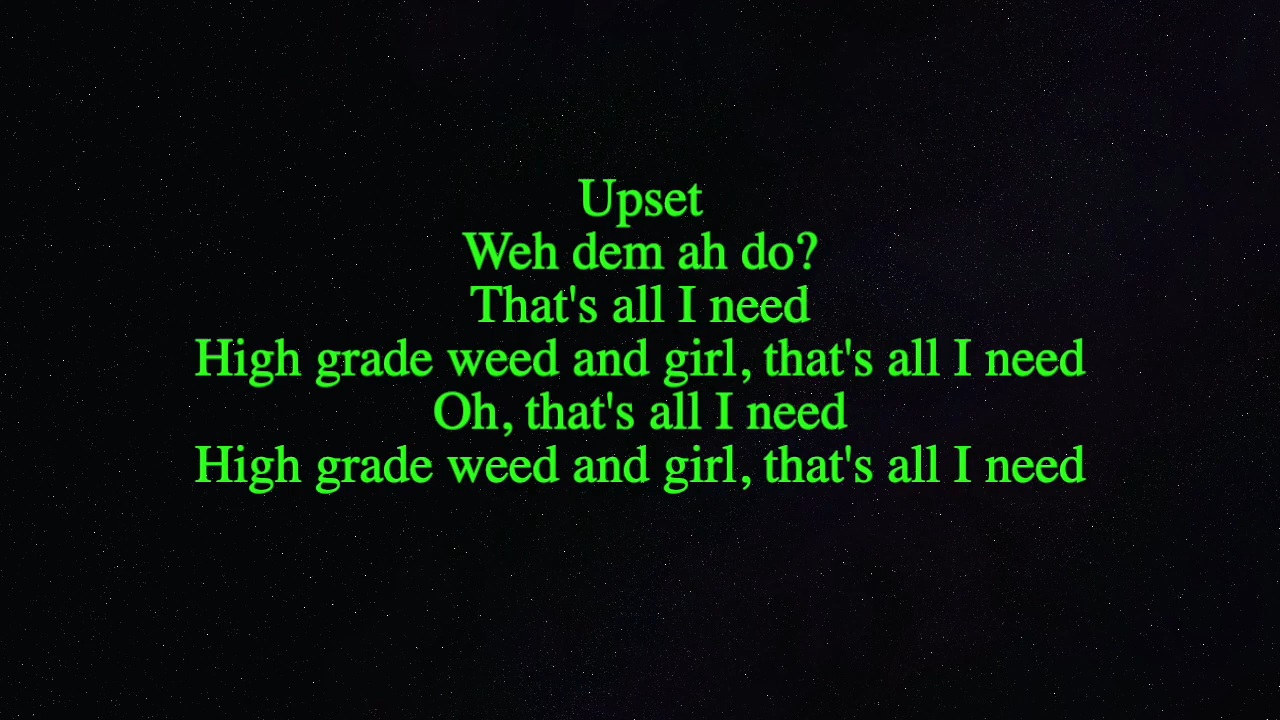 Upset
Weh dem ah do?
That's all I need
High grade weed and girl, that's all I need
Oh, that's all I need
High grade weed and girl, that's all I need